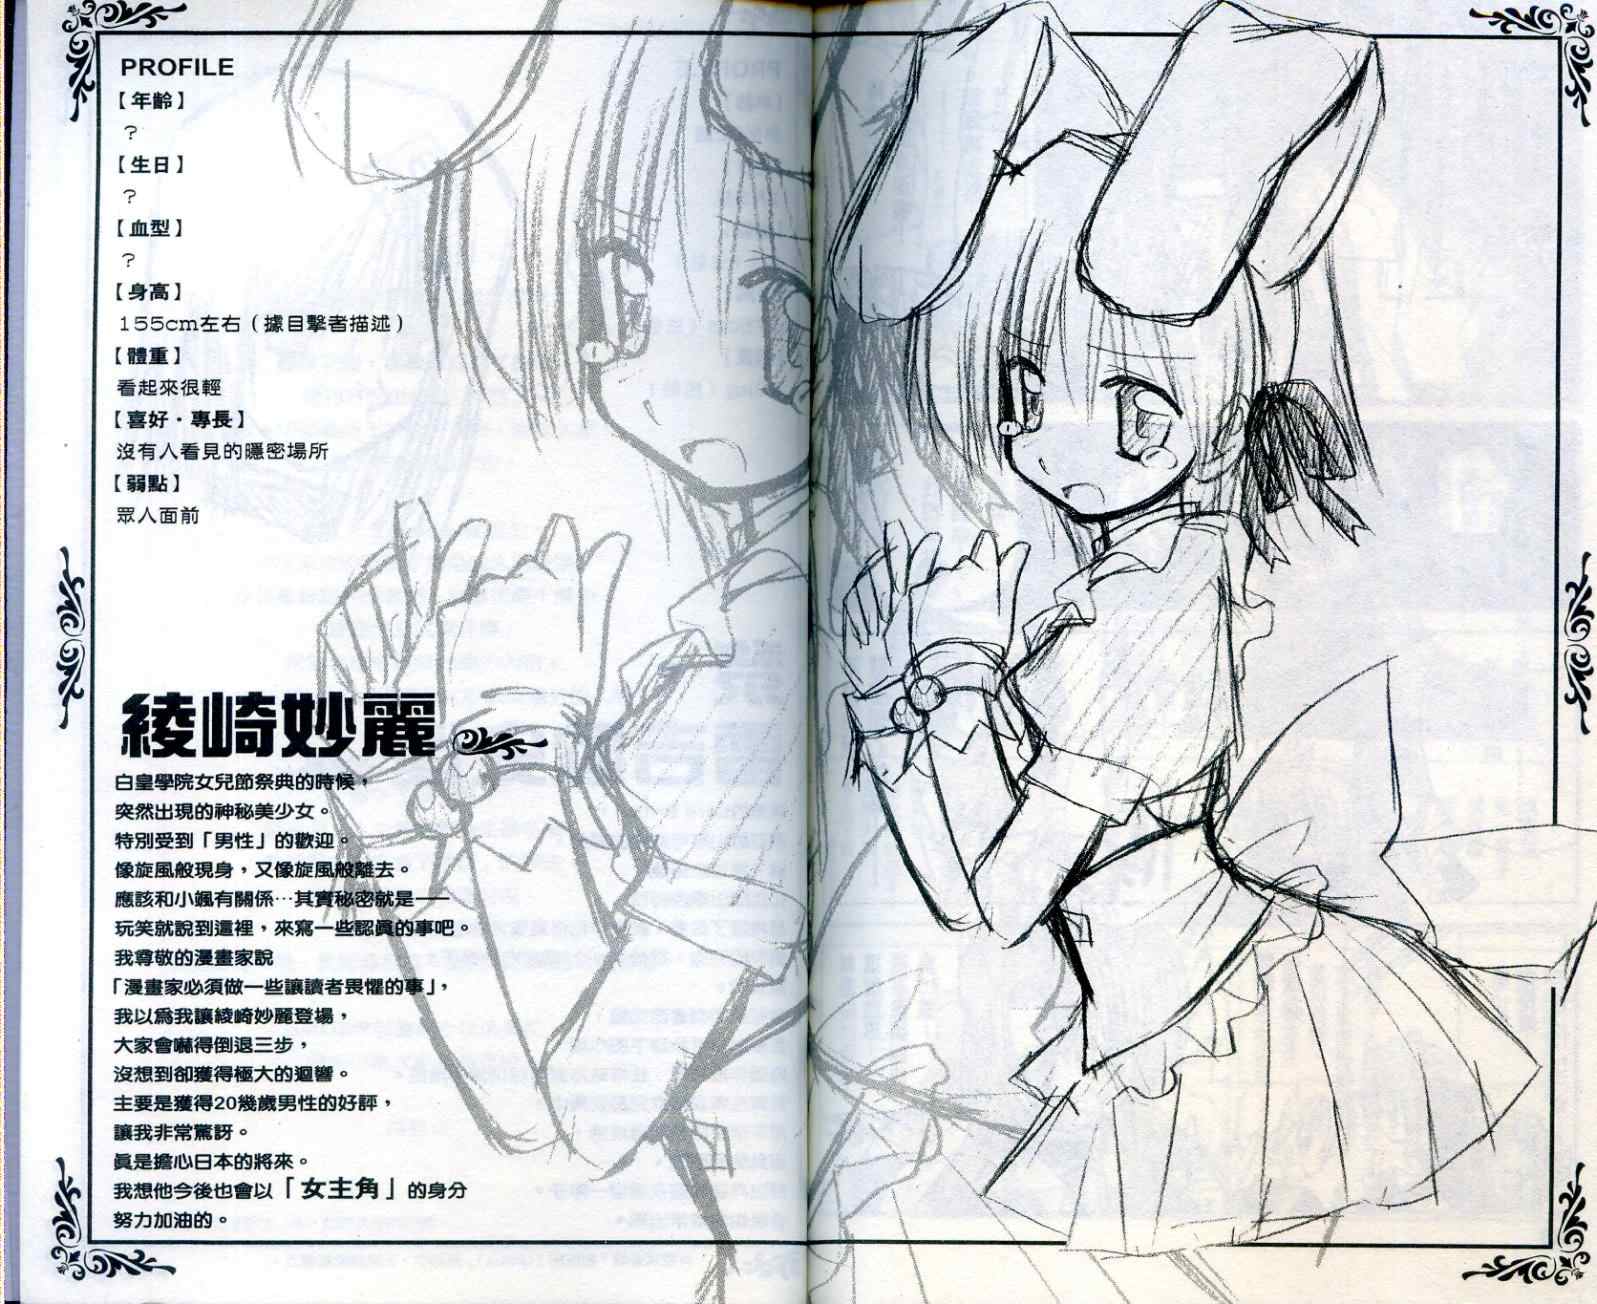 PROFILE
【年齡】
?
【生日】
?
【血型】
?
【身高】
155cm左右（據目擊者描述）
【體重】
看起來很輕
【喜好・專長】
沒有人看見的隱密場所
【弱點】
眾人面前
綾崎妙麗
白皇學院女兒節祭典的時候，
突然出現的神秘美少女。
特別受到「男性」的歡迎。
像旋風般現身，又像旋風般離去。
應該和小颯有關係…其實秘密就是——
玩笑就說到這裡，來寫一些認眞的事吧。
我尊敬的漫畫家說
「漫畫家必須做一些讓讀者畏懼的事」，
我以為我讓綾崎妙麗登場，
大家會嚇得倒退三步，
沒想到卻獲得極大的迴響。
主要是獲得20幾歲男性的好評，
讓我非常驚訝。
眞是擔心日本的將來。
我想他今後也會以「女主角」的身分
努力加油的。